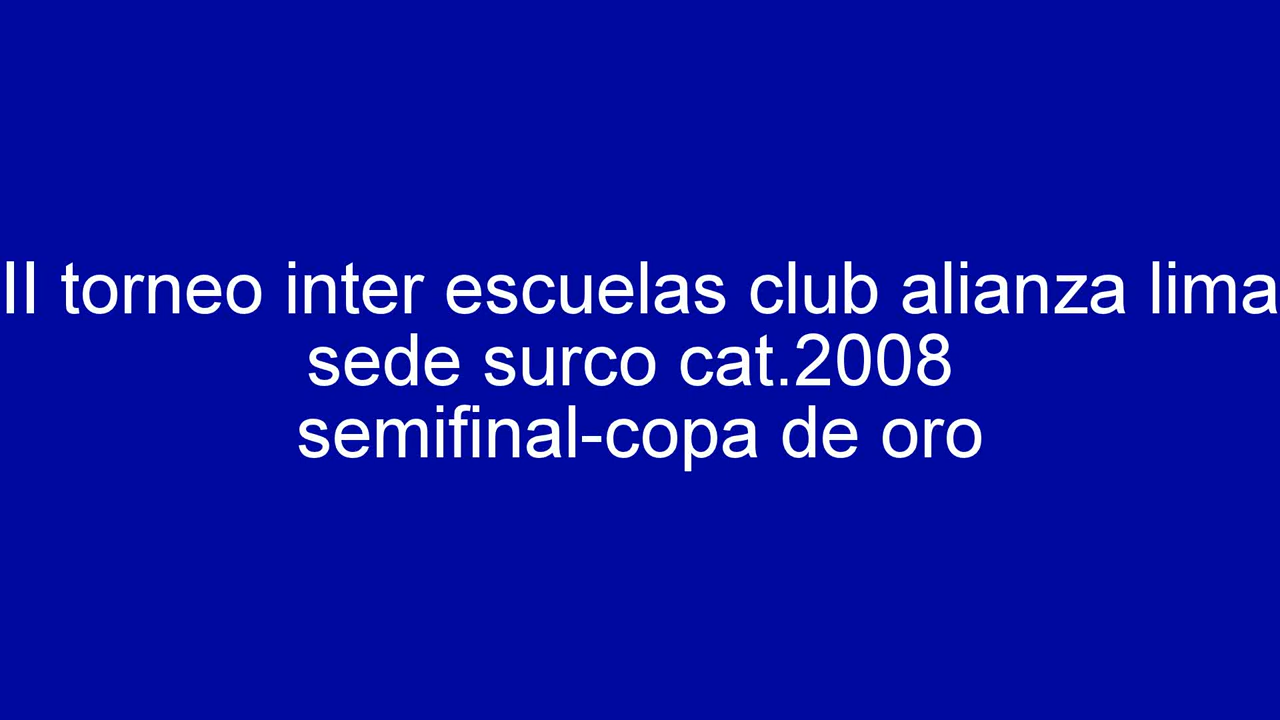 II torneo inter escuelas club alianza lima
sede surco cat.2008
semifinal-copa de oro